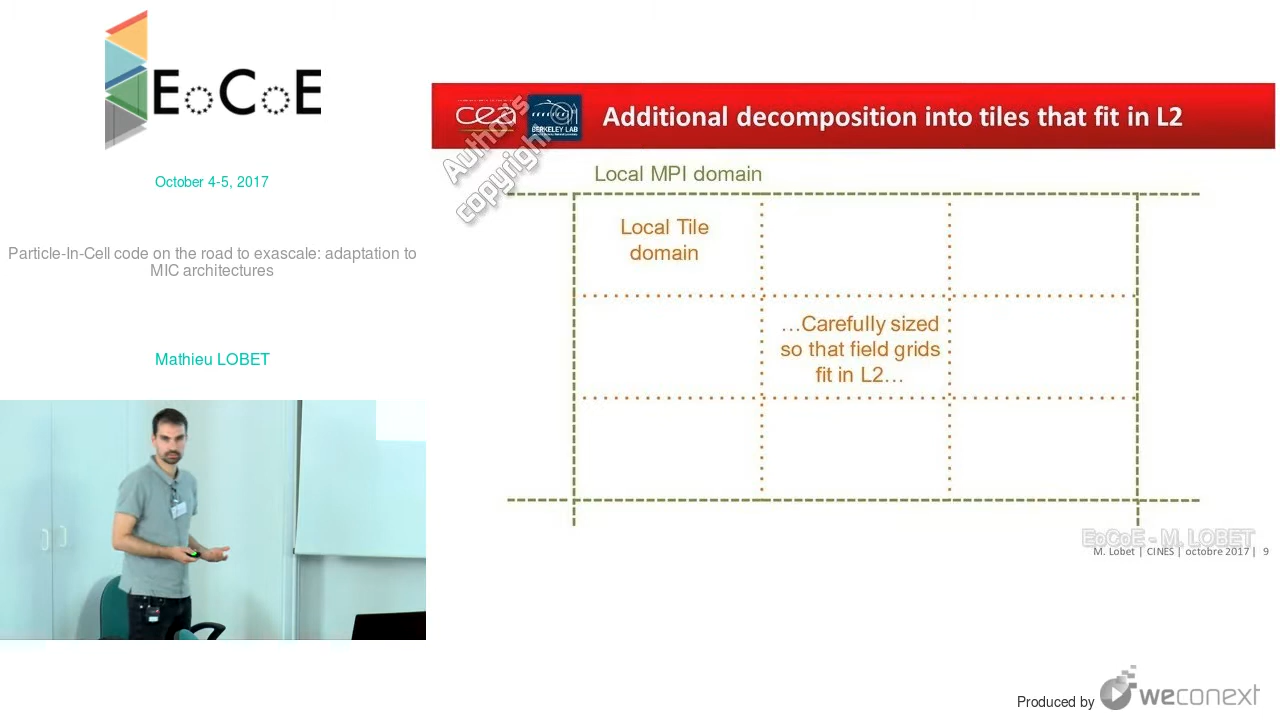 EoCoE
October 4-5, 2017
Particle-In-Cell code on the road to exascale: adaptation to
MIC architectures
Mathieu LOBET
cea
BERKELEY LAB
Additional decomposition into tiles that fit in L2
Author's
copyright
Local MPI domain
Local Tile
domain
…Carefully sized
so that field grids
fit in L2…
EoCoE - M. LOBET
M. Lobet | CINES | octobre 2017 | 9
Produced by
weconext